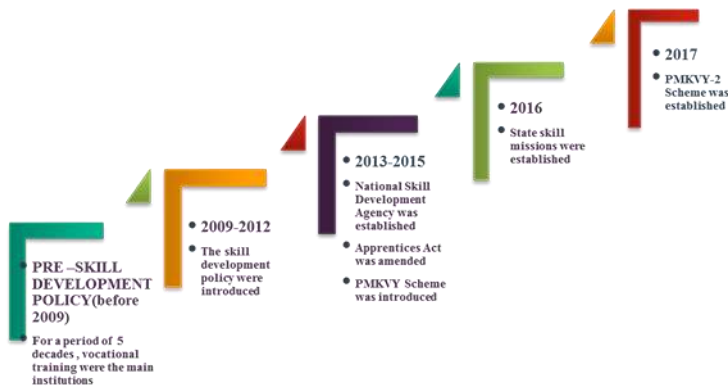 PRE –SKILL
DEVELOPMENT
POLICY(before
2009)
For a period of 5
decades , vocational
training were the main
institutions
2009-2012
The skill
development
policy were
introduced
2013-2015
National Skill
Development
Agency was
established
Apprentices Act
was amended
PMKVY Scheme
was introduced
2016
State skill
missions were
established
2017
PMKVY-2
Scheme was
established